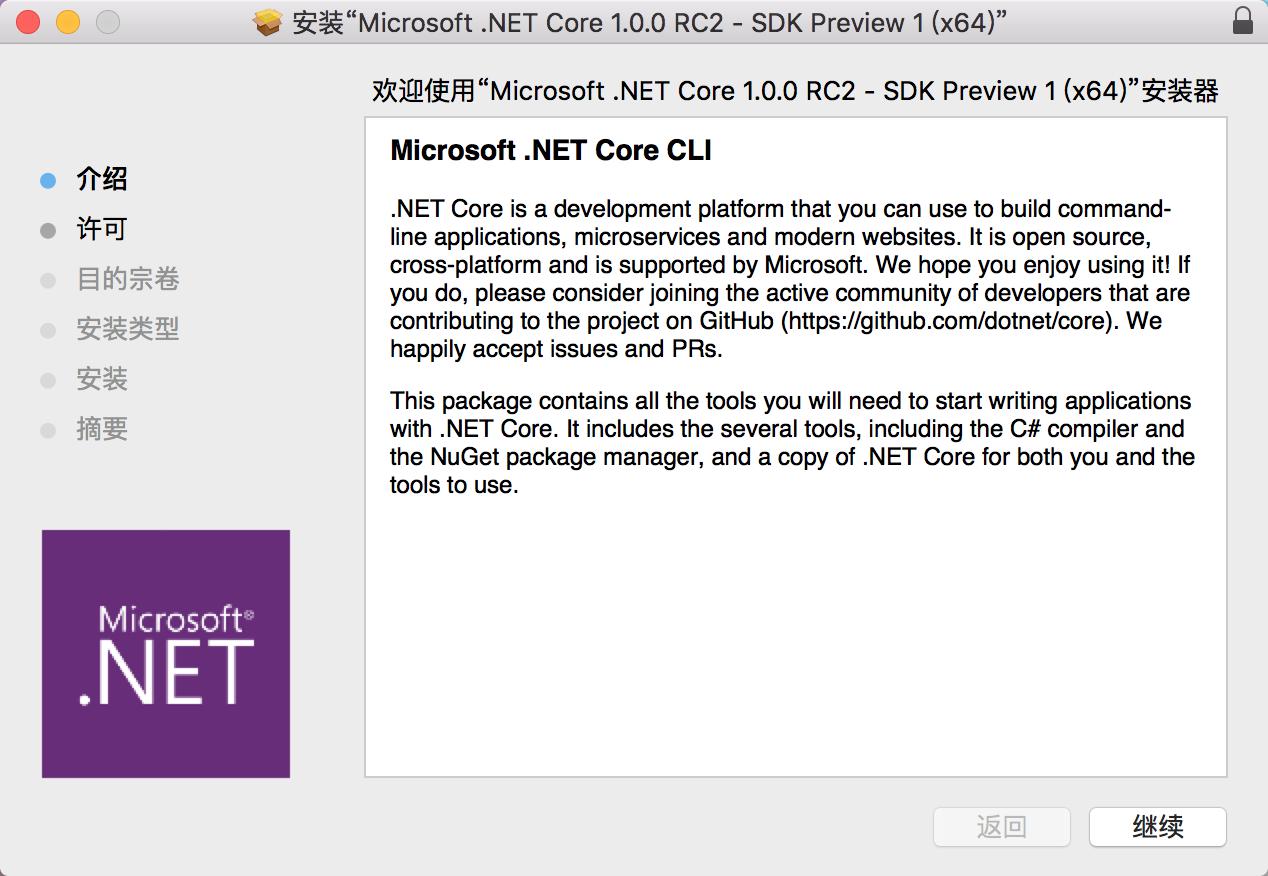 安装“Microsoft .NET Core 1.0.0 RC2 - SDK Preview 1 (x64)”
欢迎使用“Microsoft .NET Core 1.0.0 RC2 - SDK Preview 1 (x64)”安装器
介绍
许可
目的宗卷
安装类型
安装
摘要
Microsoft®
.NET
Microsoft .NET Core CLI
.NET Core is a development platform that you can use to build command-
line applications, microservices and modern websites. It is open source,
cross-platform and is supported by Microsoft. We hope you enjoy using it! If
you do, please consider joining the active community of developers that are
contributing to the project on GitHub (https://github.com/dotnet/core). We
happily accept issues and PRs.
This package contains all the tools you will need to start writing applications
with .NET Core. It includes the several tools, including the C# compiler and
the NuGet package manager, and a copy of .NET Core for both you and the
tools to use.
返回
继续